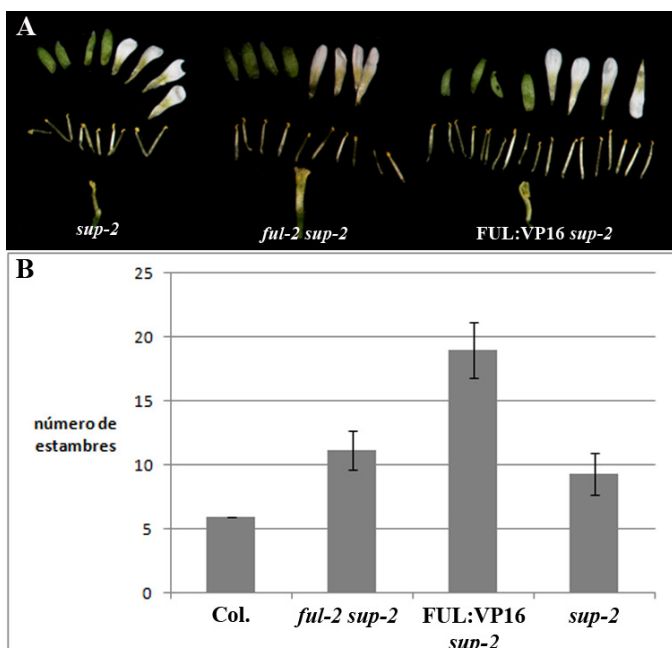 A
sup-2
ful-2 sup-2
FUL:VP16 sup-2
B
25
20
15
10
5
0
número de
estambres
Col.
ful-2 sup-2
FUL:VP16
sup-2
sup-2